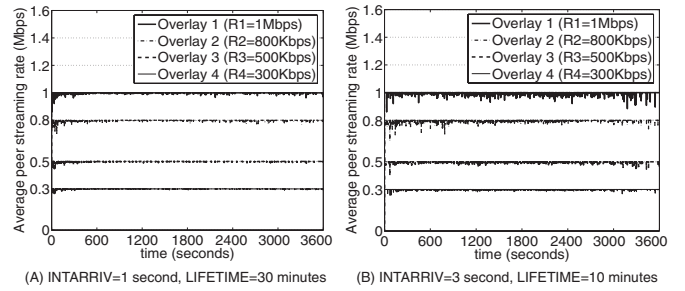 1.6
1.4
1.2
1
0.8
0.5
0.3
0
Average peer streaming rate (Mbps)
Overlay 1 (R1=1Mbps)
Overlay 2 (R2=800Kbps)
Overlay 3 (R3=500Kbps)
Overlay 4 (R4=300Kbps)
0 600 1200 1800 2400 3000 3600
time (seconds)
(A) INTARRIV=1 second, LIFETIME=30 minutes
1.6
1.4
1.2
1
0.8
0.5
0.3
0
Average peer streaming rate (Mbps)
Overlay 1 (R1=1Mbps)
Overlay 2 (R2=800Kbps)
Overlay 3 (R3=500Kbps)
Overlay 4 (R4=300Kbps)
0 600 1200 1800 2400 3000 3600
time (seconds)
(B) INTARRIV=3 second, LIFETIME=10 minutes